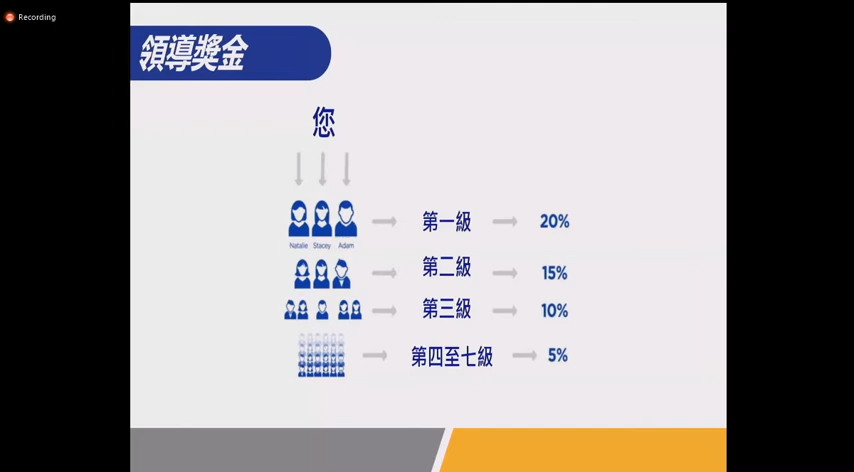 Recording
領導獎金
您
Natalie Stacey Adam
第一級 20%
第二級 15%
第三級 10%
第四至七級 5%